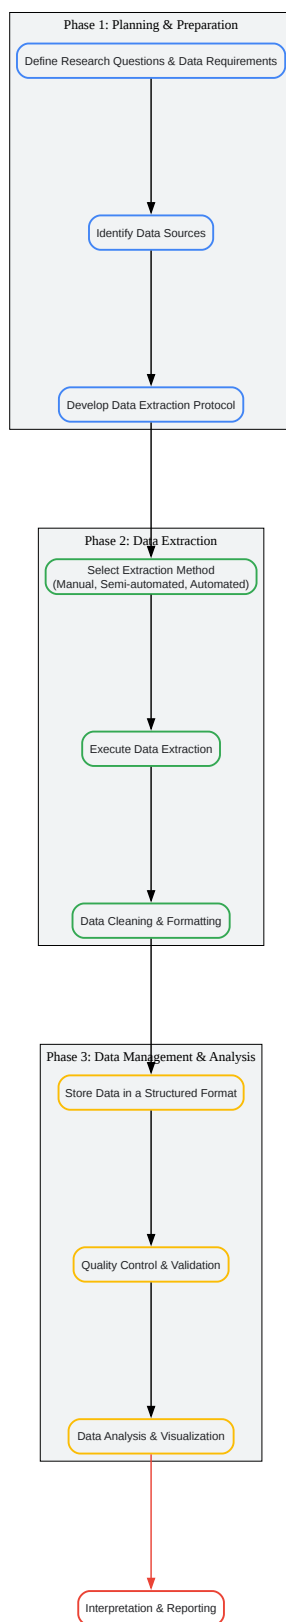 Phase 1: Planning & Preparation
Define Research Questions & Data Requirements
Identify Data Sources
Develop Data Extraction Protocol
Phase 2: Data Extraction
Select Extraction Method
(Manual, Semi-automated, Automated)
Execute Data Extraction
Data Cleaning & Formatting
Phase 3: Data Management & Analysis
Store Data in a Structured Format
Quality Control & Validation
Data Analysis & Visualization
Interpretation & Reporting